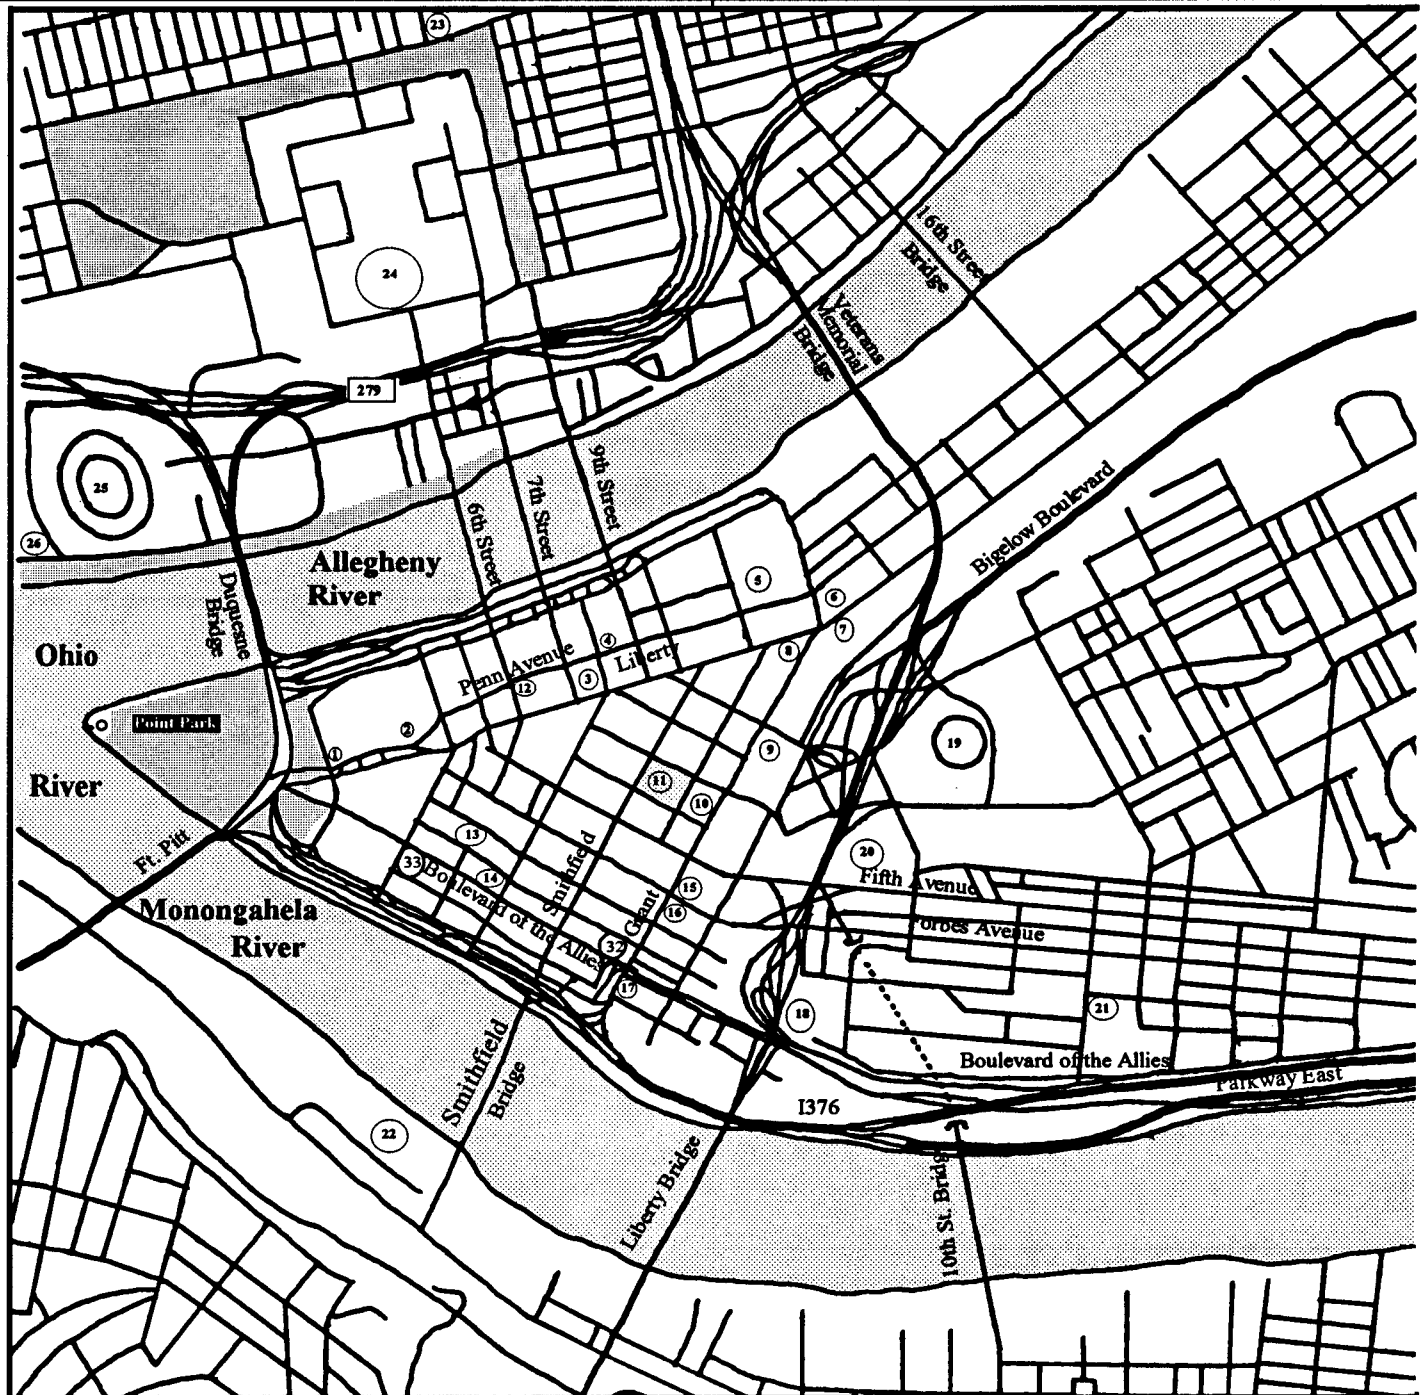 23
16th Street
Bridge
24
Veterans
Memorial
Bridge
279
9th Street
25
7th Street
6th Street
Bigelow Boulevard
26
Allegheny
River
Duquesne
Bridge
5
6
7
Ohio
4
8
Penn Avenue
Liberty
3
12
Point Park
2
1
9
19
River
11
10
13
Ft. Pitt
33
Boulevard of the Allies
14
Smithfield
20
Fifth Avenue
15
Grant
16
Monongahela
River
Forbes Avenue
32
17
18
21
Smithfield
Bridge
Boulevard of the Allies
Parkway East
I376
22
Liberty Bridge
10th St. Bridge